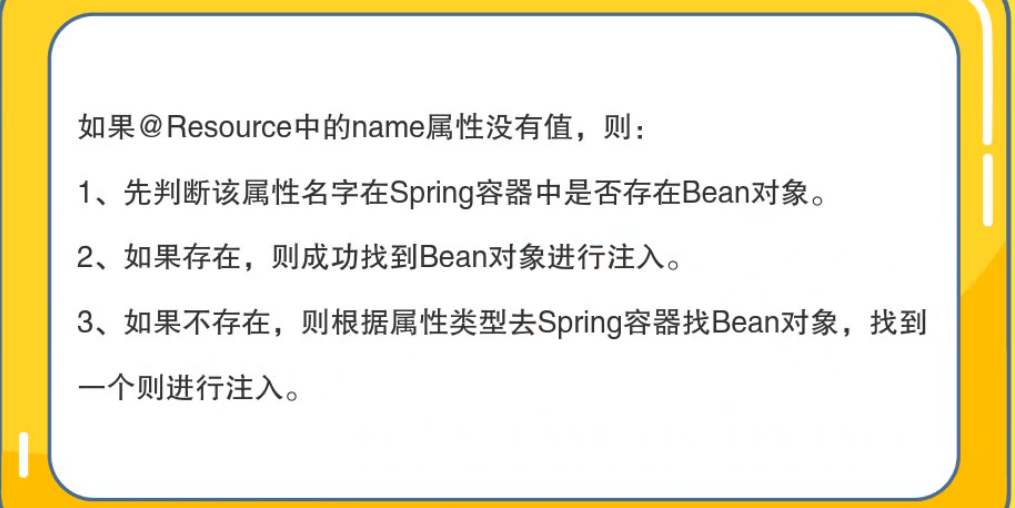 如果@Resource中的name属性没有值，则：
1、先判断该属性名字在Spring容器中是否存在Bean对象。
2、如果存在，则成功找到Bean对象进行注入。
3、如果不存在，则根据属性类型去Spring容器找Bean对象，找到
一个则进行注入。